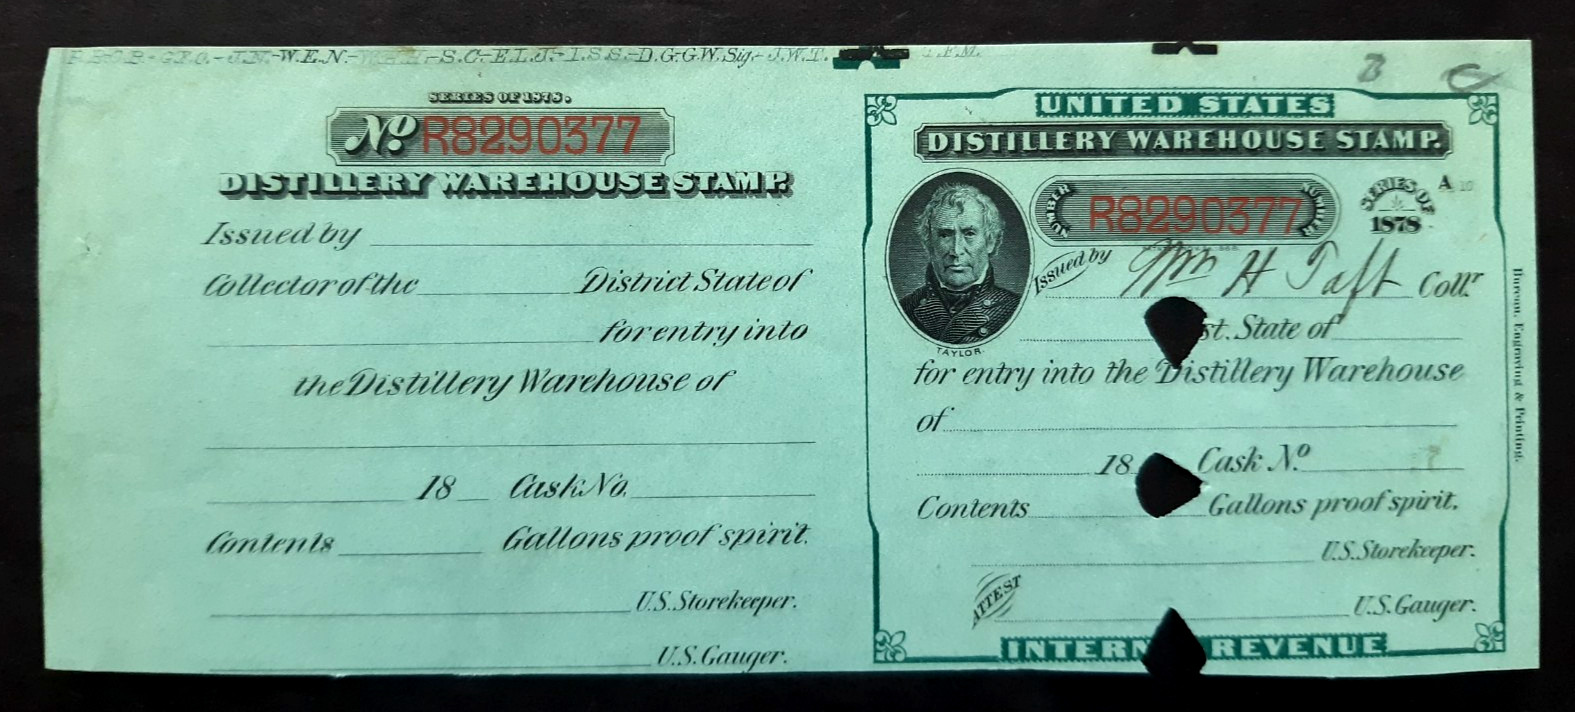 W.E.N.-
S.C.-E.L.J.-I.S.S.-D.G.G.W.Sig.-J.W.T.
SERIES OF 1878.
No. R8290377
DISTILLERY WAREHOUSE STAMP.
Issued by
Collector of the District State of
for entry into
the Distillery Warehouse of
18 Cask No.
Contents Gallons proof spirit.
U.S. Storekeeper.
U.S. Gauger.
UNITED STATES
DISTILLERY WAREHOUSE STAMP.
NUMBER R8290377 NUMBER
SERIES OF 1878
A
TAYLOR.
Issued by Wm H Taft Collr
st. State of
for entry into the Distillery Warehouse
of
18 Cask No.
Contents Gallons proof spirit.
U.S. Storekeeper.
ATTEST
U.S. Gauger.
INTERN REVENUE
Bureau, Engraving & Printing.